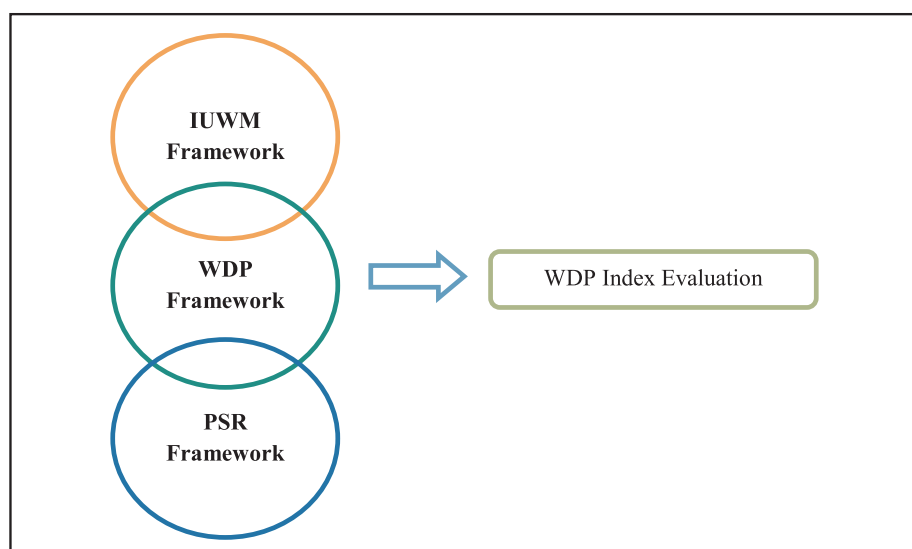 IUWM
Framework
WDP
Framework
WDP Index Evaluation
PSR
Framework